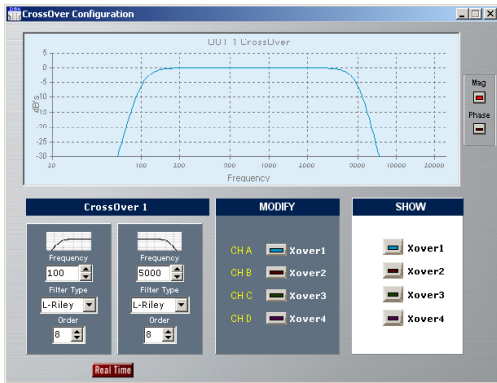 CrossOver Configuration
OUT 1 CrossOver
5
0
-5
-10
-15
-20
-25
-30
dB's
20
100
200
500
1000
2000
5000
10000
20000
Frequency
Mag
Phase
CrossOver 1
Frequency
100
Filter Type
L-Riley
Order
8
Frequency
5000
Filter Type
L-Riley
Order
8
MODIFY
CH A Xover1
CH B Xover2
CH C Xover3
CH D Xover4
SHOW
Xover1
Xover2
Xover3
Xover4
Real Time